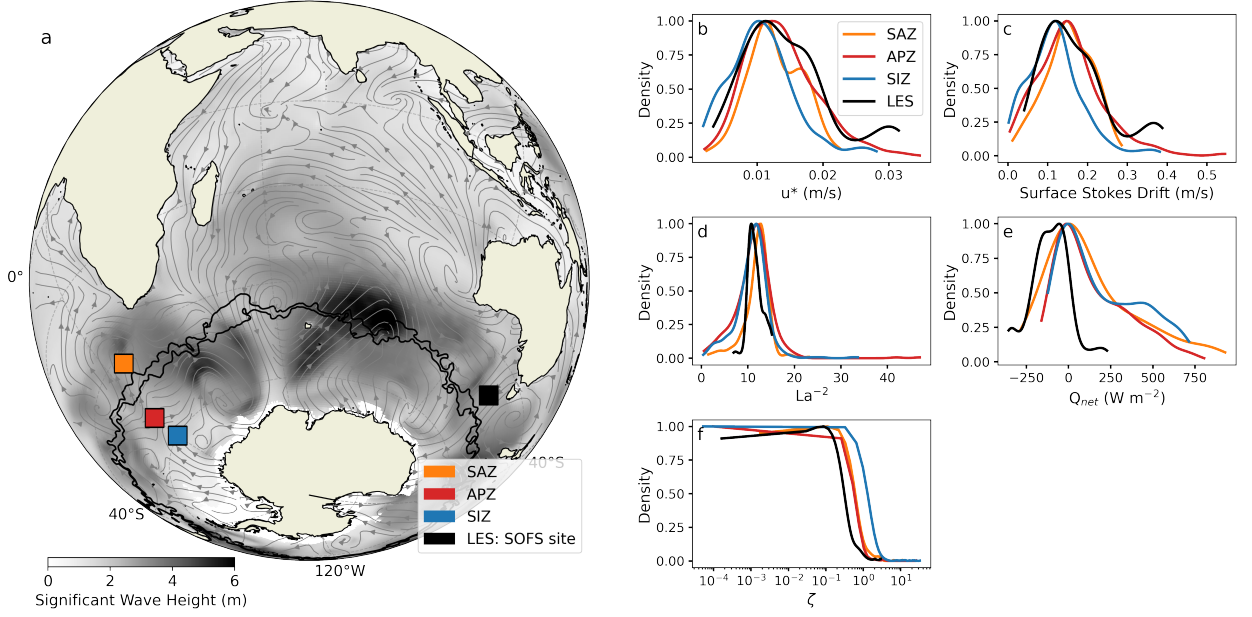 a
0°
40°S
120°W
40°S
SAZ
APZ
SIZ
LES: SOFS site
0 2 4 6
Significant Wave Height (m)
b
Density
1.00
0.75
0.50
0.25
0.00
0.01 0.02 0.03
u* (m/s)
SAZ
APZ
SIZ
LES
c
Density
1.00
0.75
0.50
0.25
0.00
0.0 0.1 0.2 0.3 0.4 0.5
Surface Stokes Drift (m/s)
d
Density
1.00
0.75
0.50
0.25
0.00
0 10 20 30 40
La⁻²
e
Density
1.00
0.75
0.50
0.25
0.00
−250 0 250 500 750
Qₙₑₜ (W m⁻²)
f
Density
1.00
0.75
0.50
0.25
0.00
10⁻⁴ 10⁻³ 10⁻² 10⁻¹ 10⁰ 10¹
ζ